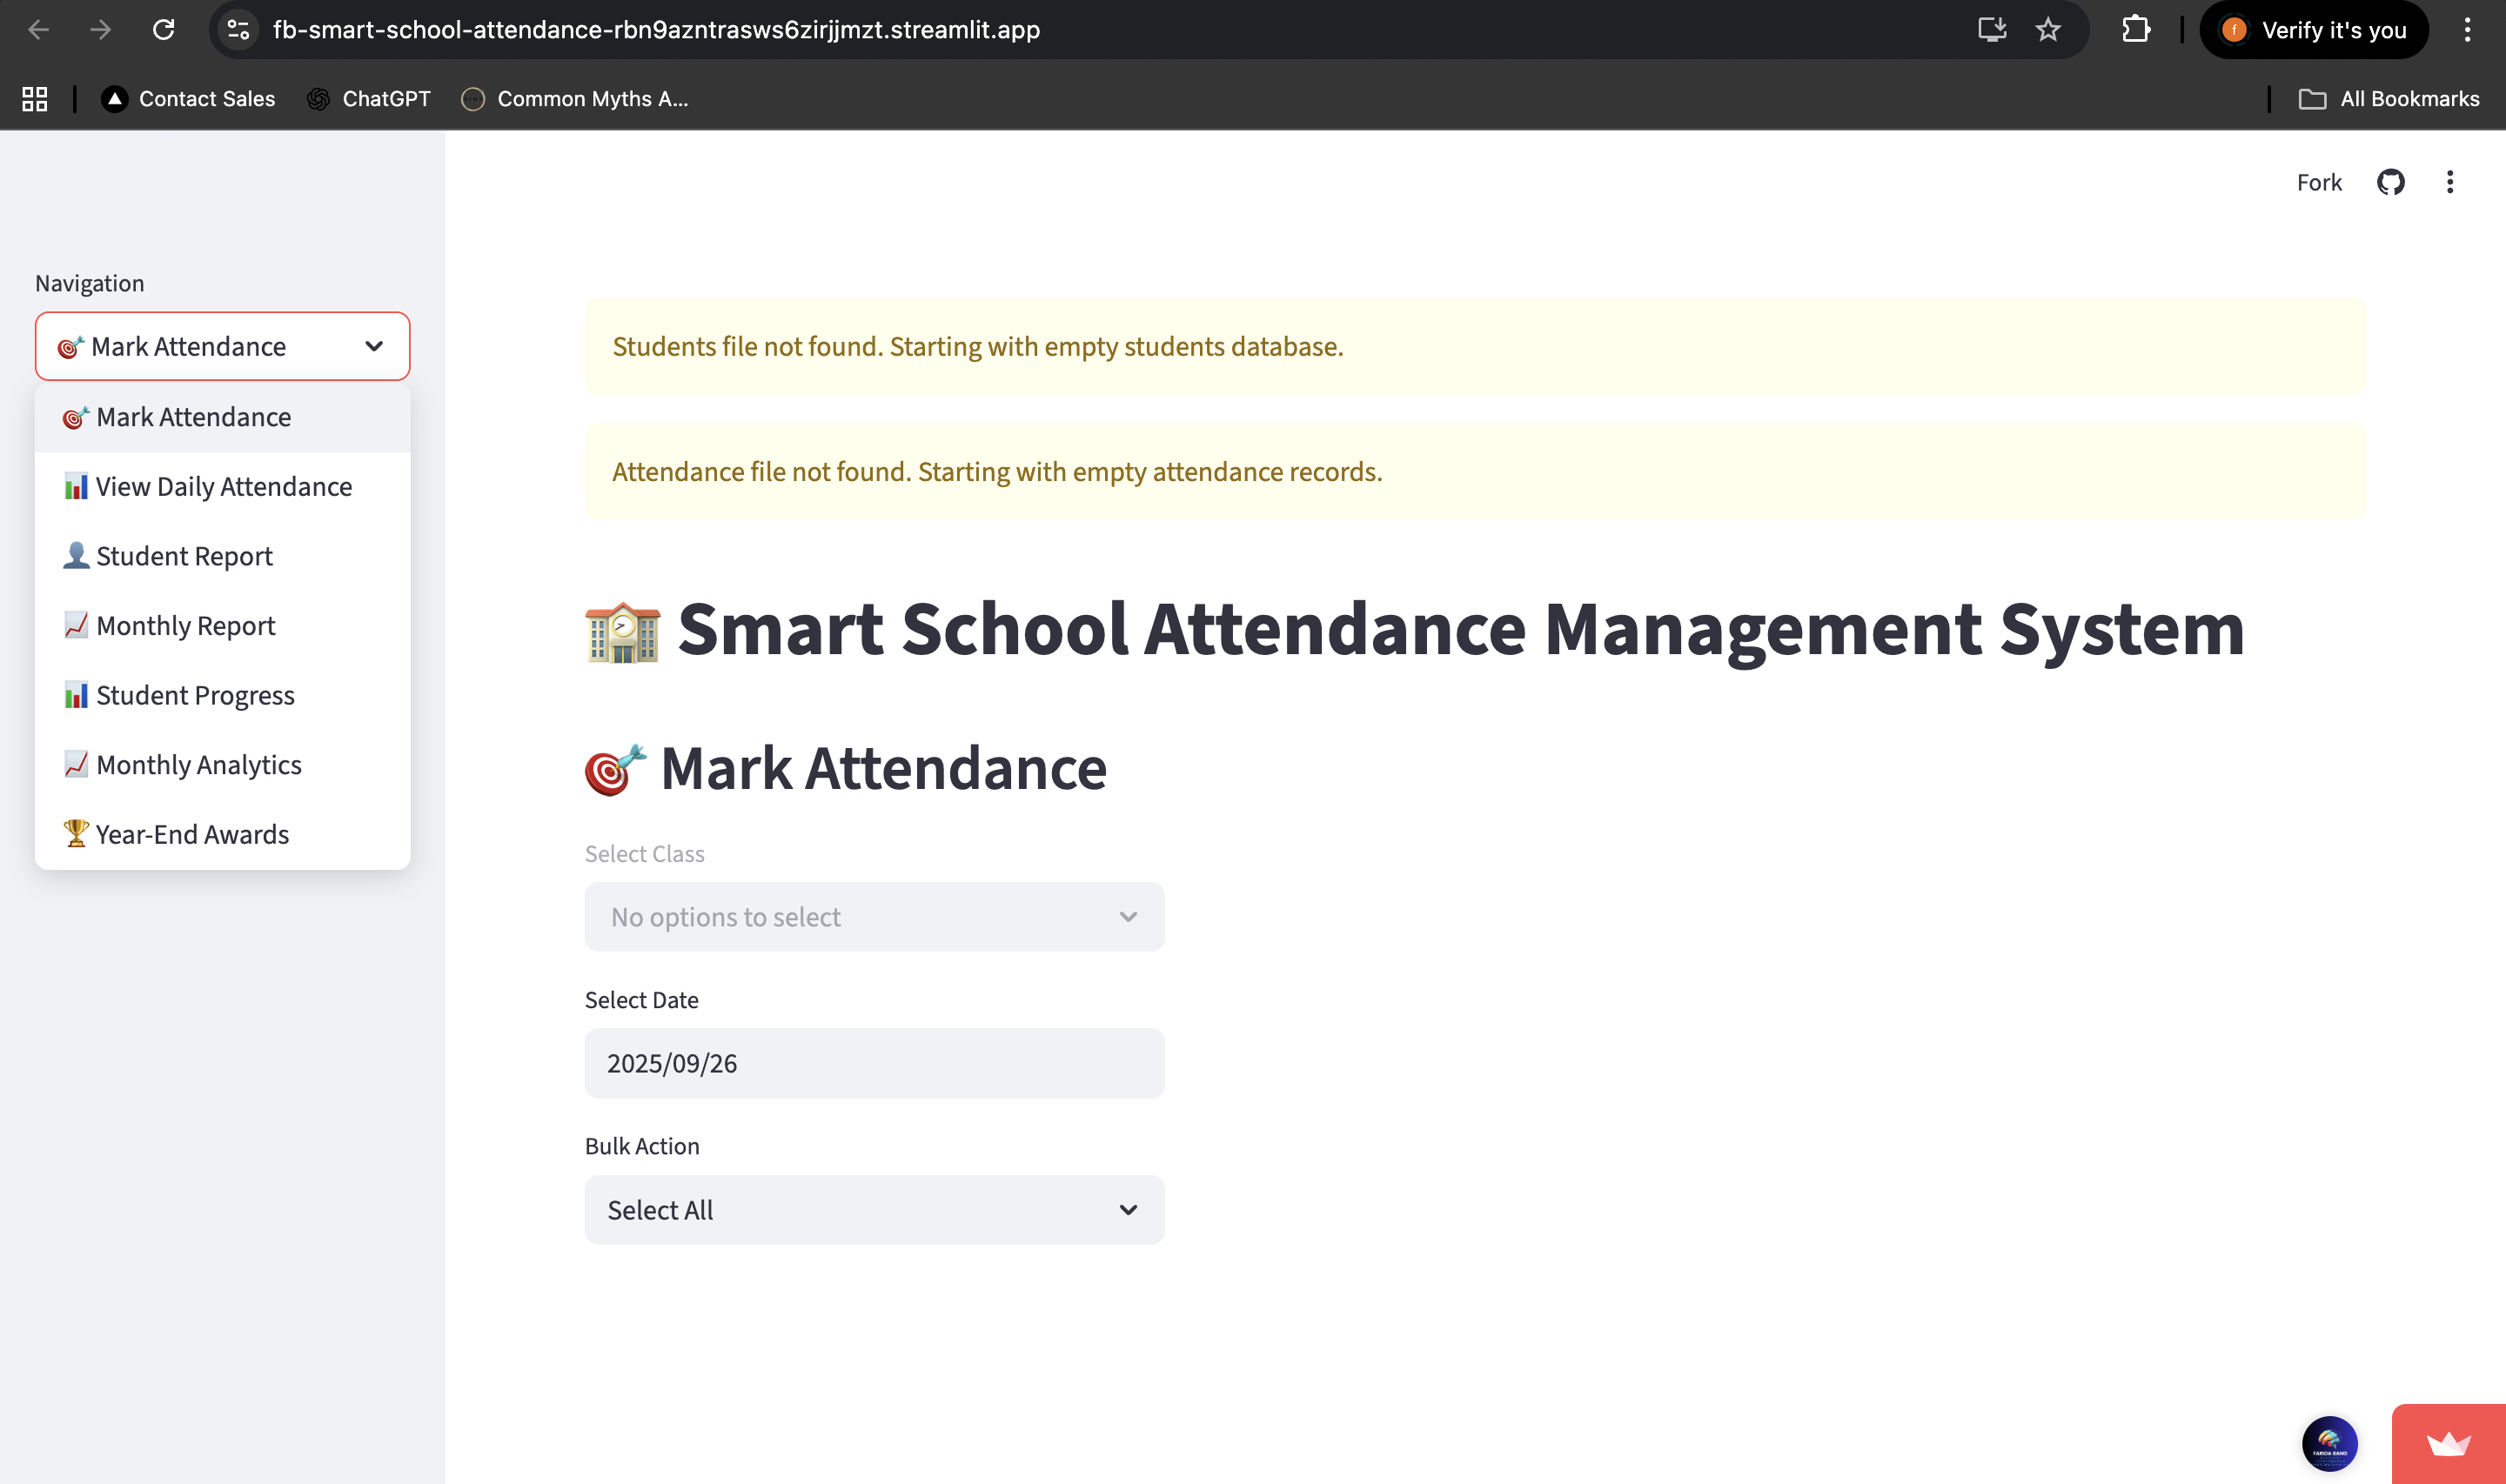 fb-smart-school-attendance-rbn9azntrasws6zirjjmzt.streamlit.app
f
Verify it's you
Contact Sales
ChatGPT
Common Myths A...
All Bookmarks
Fork
Navigation
Mark Attendance
Mark Attendance
View Daily Attendance
Student Report
Monthly Report
Student Progress
Monthly Analytics
Year-End Awards
Students file not found. Starting with empty students database.
Attendance file not found. Starting with empty attendance records.
Smart School Attendance Management System
Mark Attendance
Select Class
No options to select
Select Date
2025/09/26
Bulk Action
Select All
FARIDA BANO